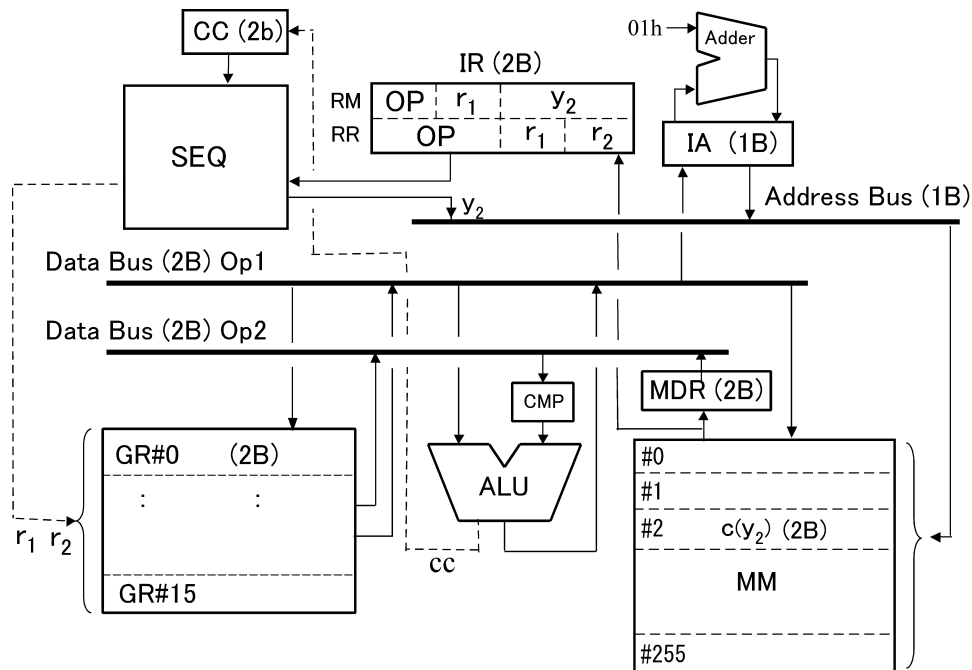 CC (2b)
01h
Adder
IR (2B)
RM
OP
r1
y2
RR
OP
r1
r2
SEQ
IA (1B)
Address Bus (1B)
y2
Data Bus (2B) Op1
Data Bus (2B) Op2
MDR (2B)
CMP
GR#0 (2B)
: :
GR#15
r1 r2
ALU
cc
#0
#1
#2 c(y2) (2B)
MM
#255